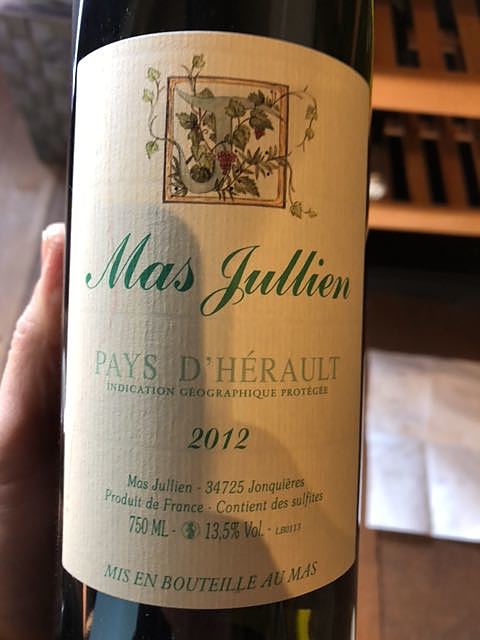 Mas Jullien
PAYS D'HÉRAULT
INDICATION GÉOGRAPHIQUE PROTÉGÉE
2012
Mas Jullien - 34725 Jonquières
Produit de France - Contient des sulfites
750 ML - 13,5% Vol. - LB0113
MIS EN BOUTEILLE AU MAS